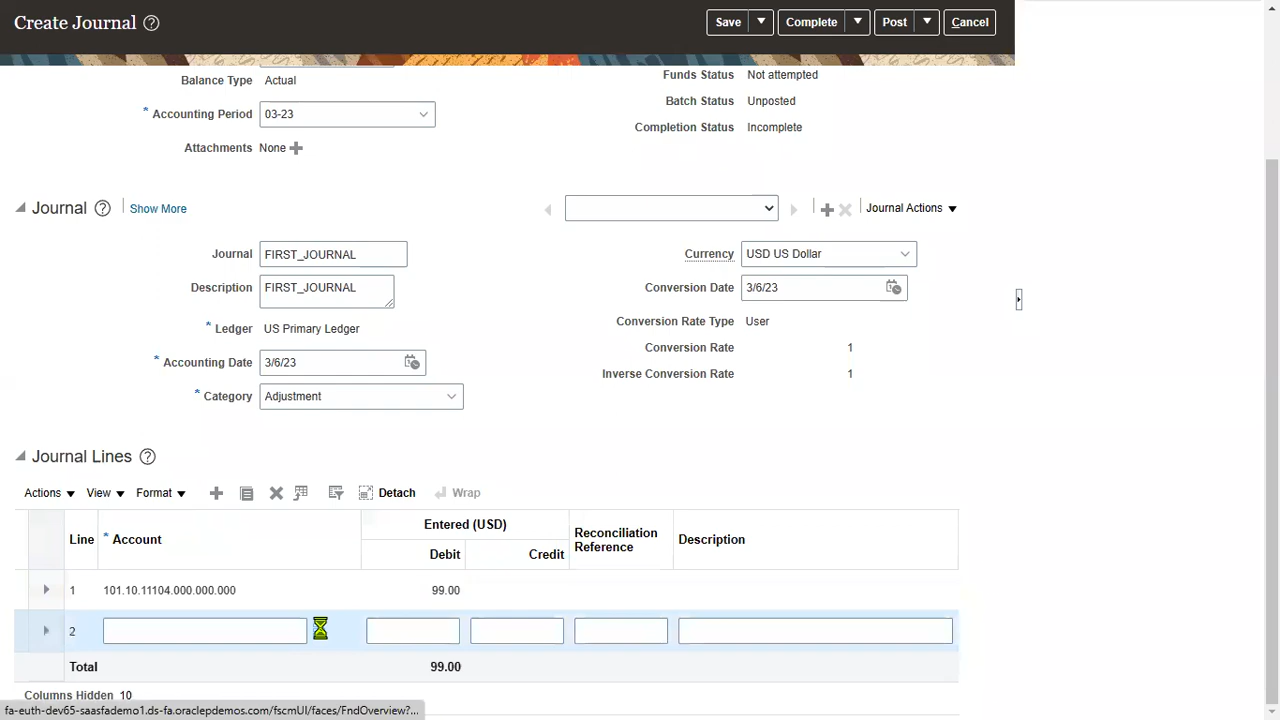 Create Journal
Save
Complete
Post
Cancel
Balance Type Actual
Accounting Period 03-23
Attachments None
Funds Status Not attempted
Batch Status Unposted
Completion Status Incomplete
Journal
Show More
Journal Actions
Journal FIRST_JOURNAL
Description FIRST_JOURNAL
Ledger US Primary Ledger
Accounting Date 3/6/23
Category Adjustment
Currency USD US Dollar
Conversion Date 3/6/23
Conversion Rate Type User
Conversion Rate 1
Inverse Conversion Rate 1
Journal Lines
Actions View Format Detach Wrap
Line * Account Entered (USD) Reconciliation Reference Description
Debit Credit
1 101.10.11104.000.000.000 99.00
2
Total 99.00
Columns Hidden 10
fa-euth-dev65-saasfademo1.ds-fa.oraclepdemos.com/fscmUI/faces/FndOverview?...